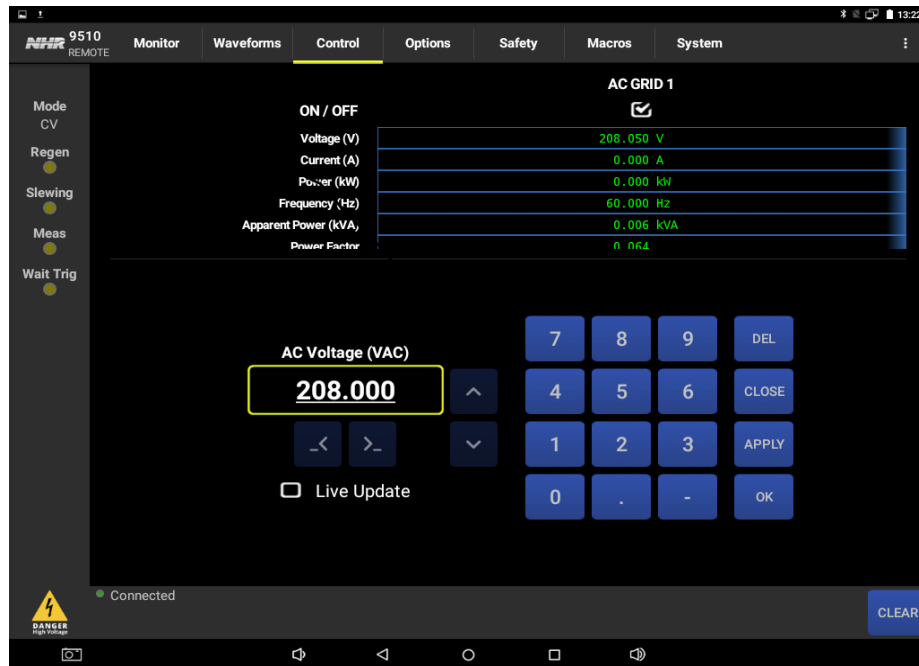 13:22
NHR 9510
REMOTE
Monitor Waveforms Control Options Safety Macros System
AC GRID 1
ON / OFF
Mode
CV
Regen
Slewing
Meas
Wait Trig
Voltage (V) 208.050 V
Current (A) 0.000 A
Power (kW) 0.000 kW
Frequency (Hz) 60.000 Hz
Apparent Power (kVA) 0.006 kVA
Power Factor 0.064
AC Voltage (VAC)
208.000
_< >_
Live Update
7 8 9 DEL
4 5 6 CLOSE
1 2 3 APPLY
0 . - OK
Connected
CLEAR
DANGER
High Voltage